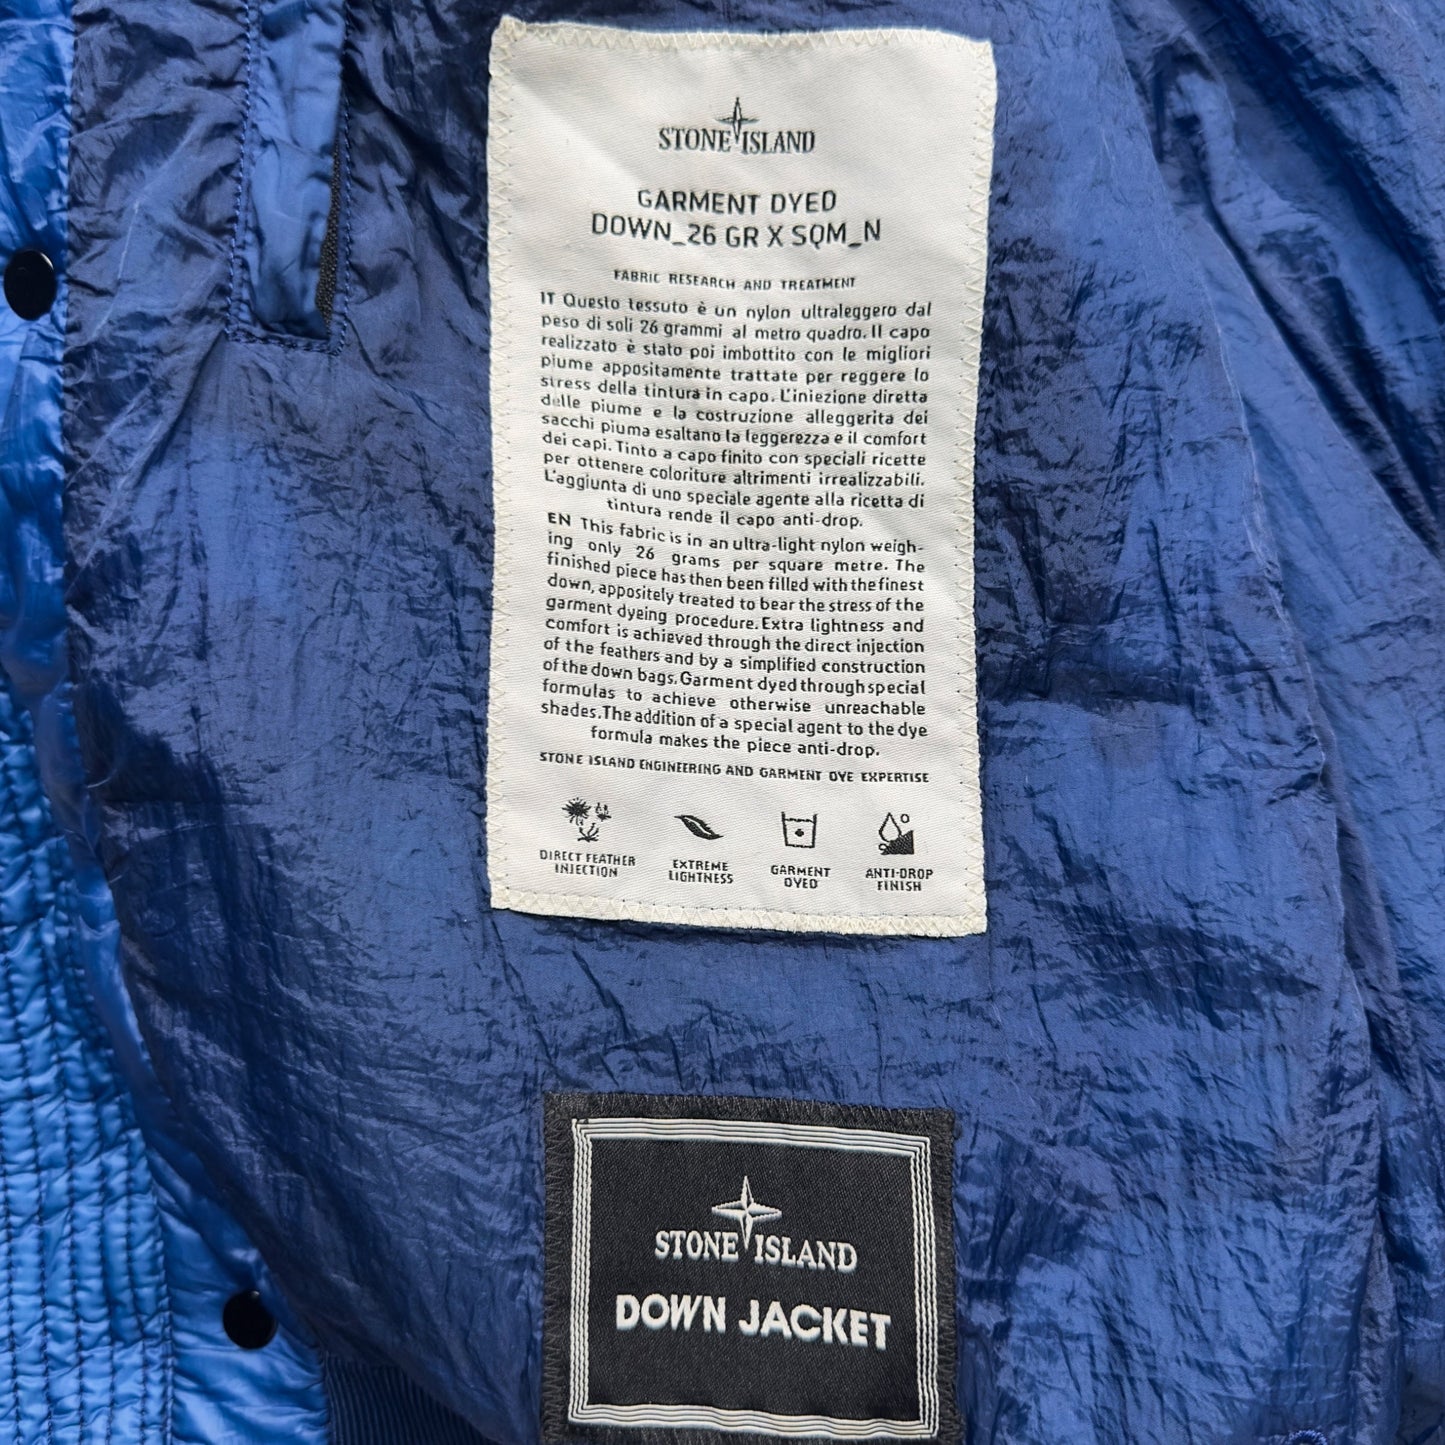 STONE ISLAND
GARMENT DYED
DOWN_26 GR X SQM_N
FABRIC RESEARCH AND TREATMENT
IT Questo tessuto è un nylon ultraleggero dal
peso di soli 26 grammi al metro quadro. Il capo
realizzato è stato poi imbottito con le migliori
piume appositamente trattate per reggere lo
stress della tintura in capo. L'iniezione diretta
delle piume e la costruzione alleggerita dei
sacchi piuma esaltano la leggerezza e il comfort
dei capi. Tinto a capo finito con speciali ricette
per ottenere coloriture altrimenti irrealizzabili.
L'aggiunta di uno speciale agente alla ricetta di
tintura rende il capo anti-drop.
EN This fabric is in an ultra-light nylon weigh-
ing only 26 grams per square metre. The
finished piece has then been filled with the finest
down, appositely treated to bear the stress of the
garment dyeing procedure. Extra lightness and
comfort is achieved through the direct injection
of the feathers and by a simplified construction
of the down bags. Garment dyed through special
formulas to achieve otherwise unreachable
shades. The addition of a special agent to the dye
formula makes the piece anti-drop.
STONE ISLAND ENGINEERING AND GARMENT DYE EXPERTISE
DIRECT FEATHER
INJECTION
EXTREME
LIGHTNESS
GARMENT
DYED
ANTI-DROP
FINISH
STONE ISLAND
DOWN JACKET